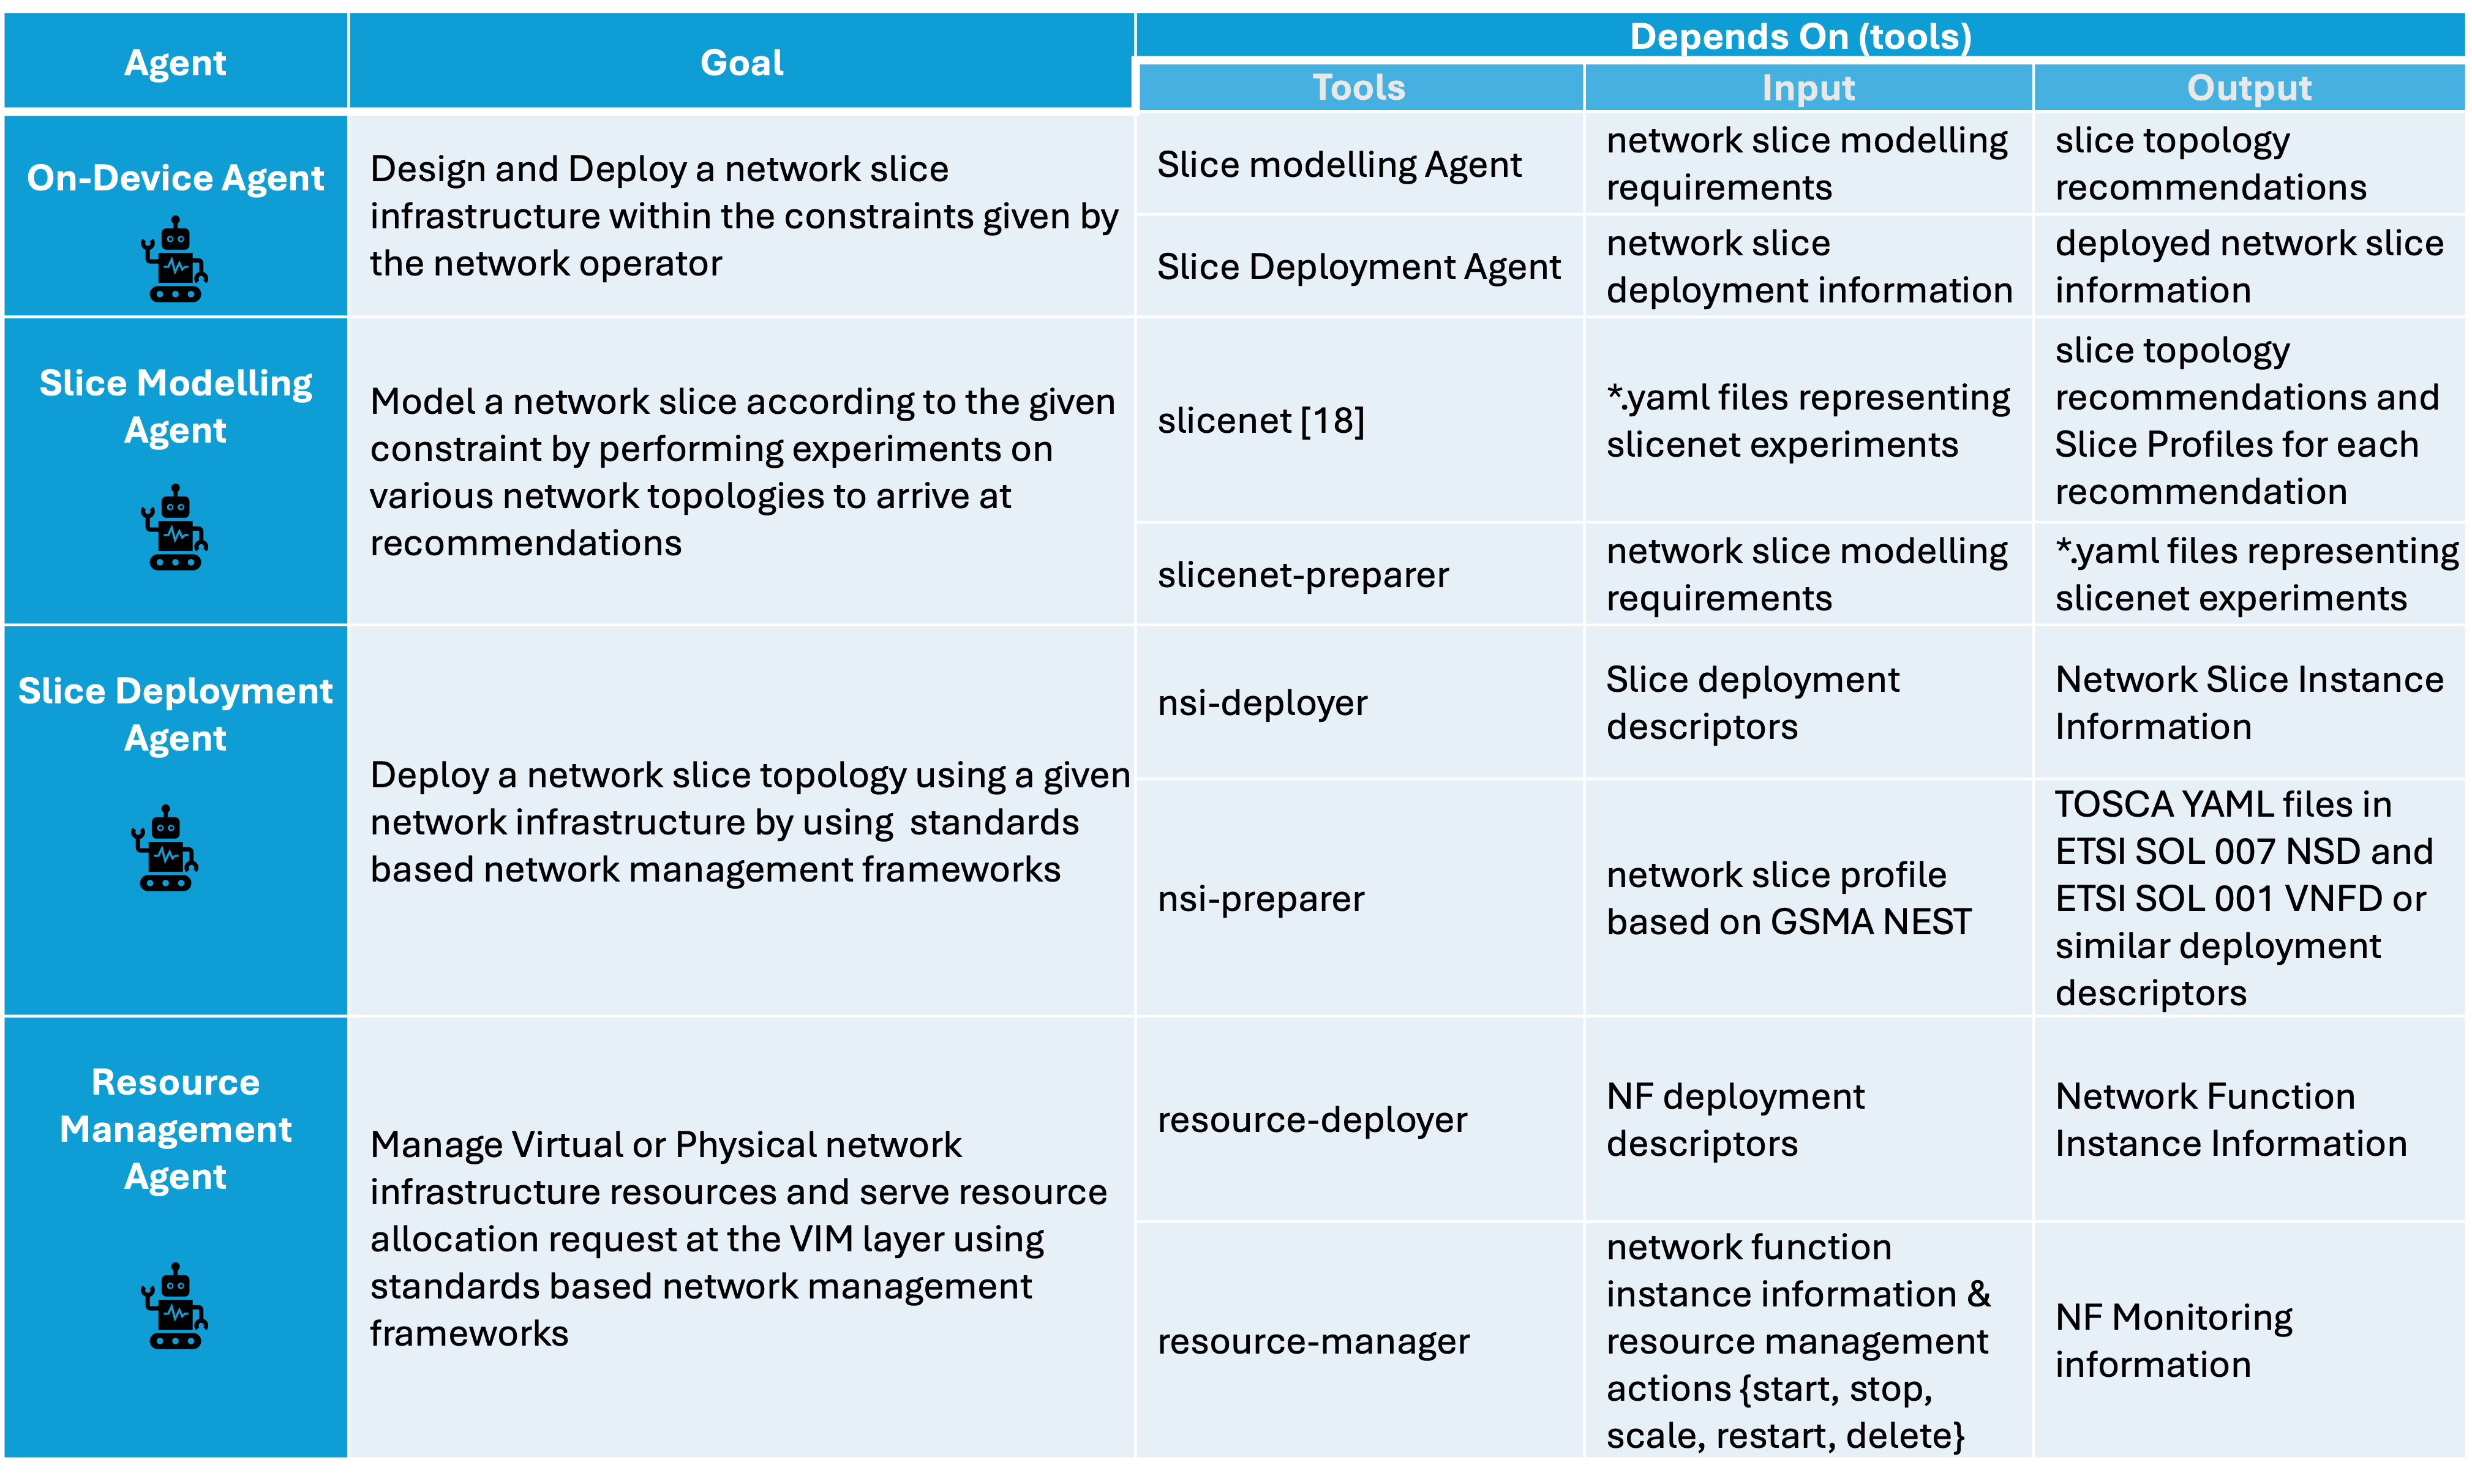 Agent
Goal
Depends On (tools)
Tools
Input
Output
On-Device Agent
Design and Deploy a network slice
infrastructure within the constraints given by
the network operator
Slice modelling Agent
network slice modelling
requirements
slice topology
recommendations
Slice Deployment Agent
network slice
deployment information
deployed network slice
information
Slice Modelling
Agent
Model a network slice according to the given
constraint by performing experiments on
various network topologies to arrive at
recommendations
slicenet [18]
*.yaml files representing
slicenet experiments
slice topology
recommendations and
Slice Profiles for each
recommendation
slicenet-preparer
network slice modelling
requirements
*.yaml files representing
slicenet experiments
Slice Deployment
Agent
Deploy a network slice topology using a given
network infrastructure by using  standards
based network management frameworks
nsi-deployer
Slice deployment
descriptors
Network Slice Instance
Information
nsi-preparer
network slice profile
based on GSMA NEST
TOSCA YAML files in
ETSI SOL 007 NSD and
ETSI SOL 001 VNFD or
similar deployment
descriptors
Resource
Management
Agent
Manage Virtual or Physical network
infrastructure resources and serve resource
allocation request at the VIM layer using
standards based network management
frameworks
resource-deployer
NF deployment
descriptors
Network Function
Instance Information
resource-manager
network function
instance information &
resource management
actions {start, stop,
scale, restart, delete}
NF Monitoring
information